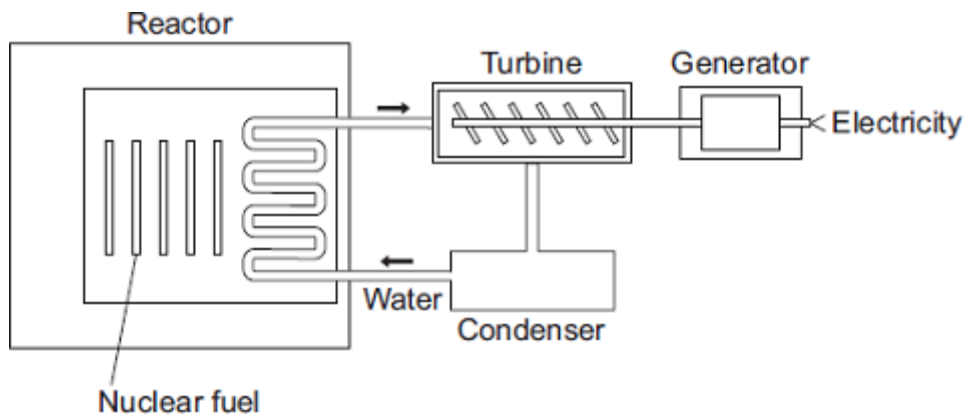 Reactor
Turbine
Generator
Electricity
Water
Condenser
Nuclear fuel